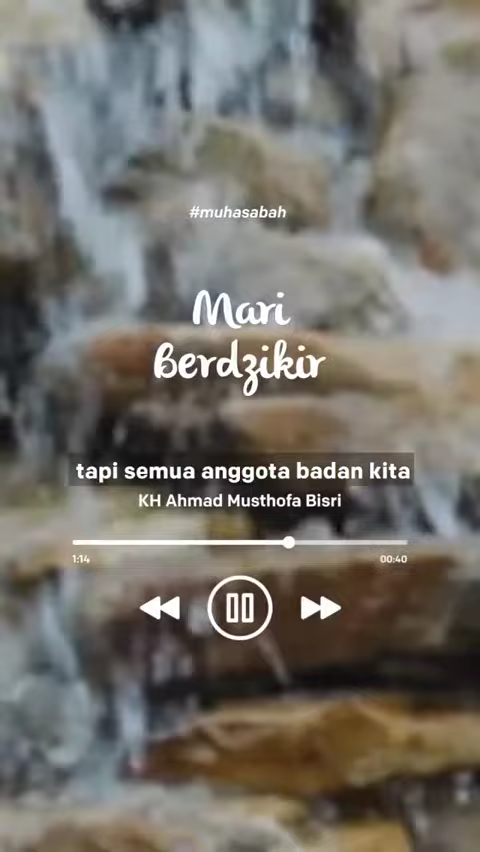 #muhasabah
Mari
Berdzikir
tapi semua anggota badan kita
KH Ahmad Musthofa Bisri
1:14 00:40